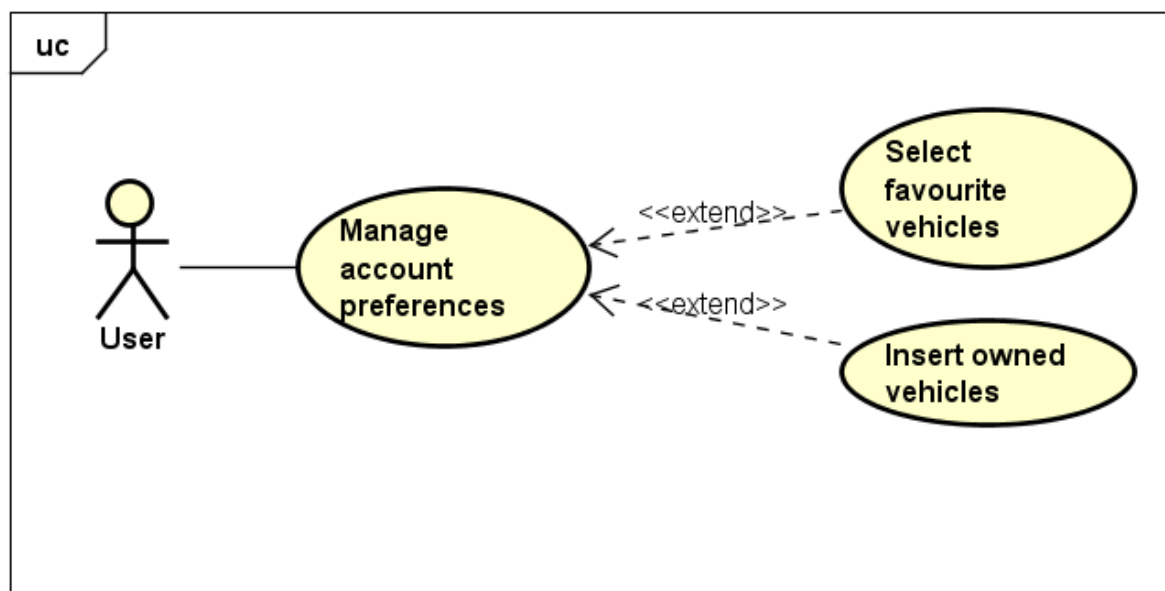 uc
Select
favourite
vehicles
<<extend>>
Manage
account
preferences
<<extend>>
User
Insert owned
vehicles